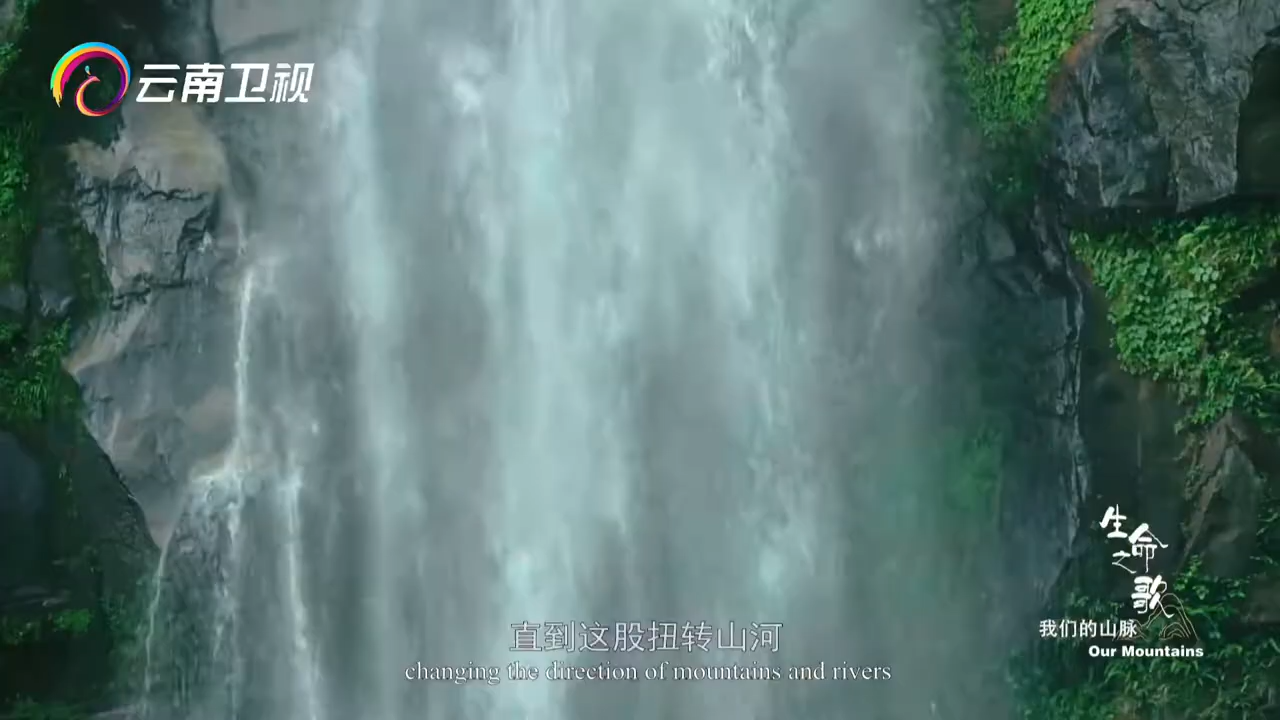 云南卫视
生命之歌
我们的山脉
Our Mountains
直到这股扭转山河
changing the direction of mountains and rivers